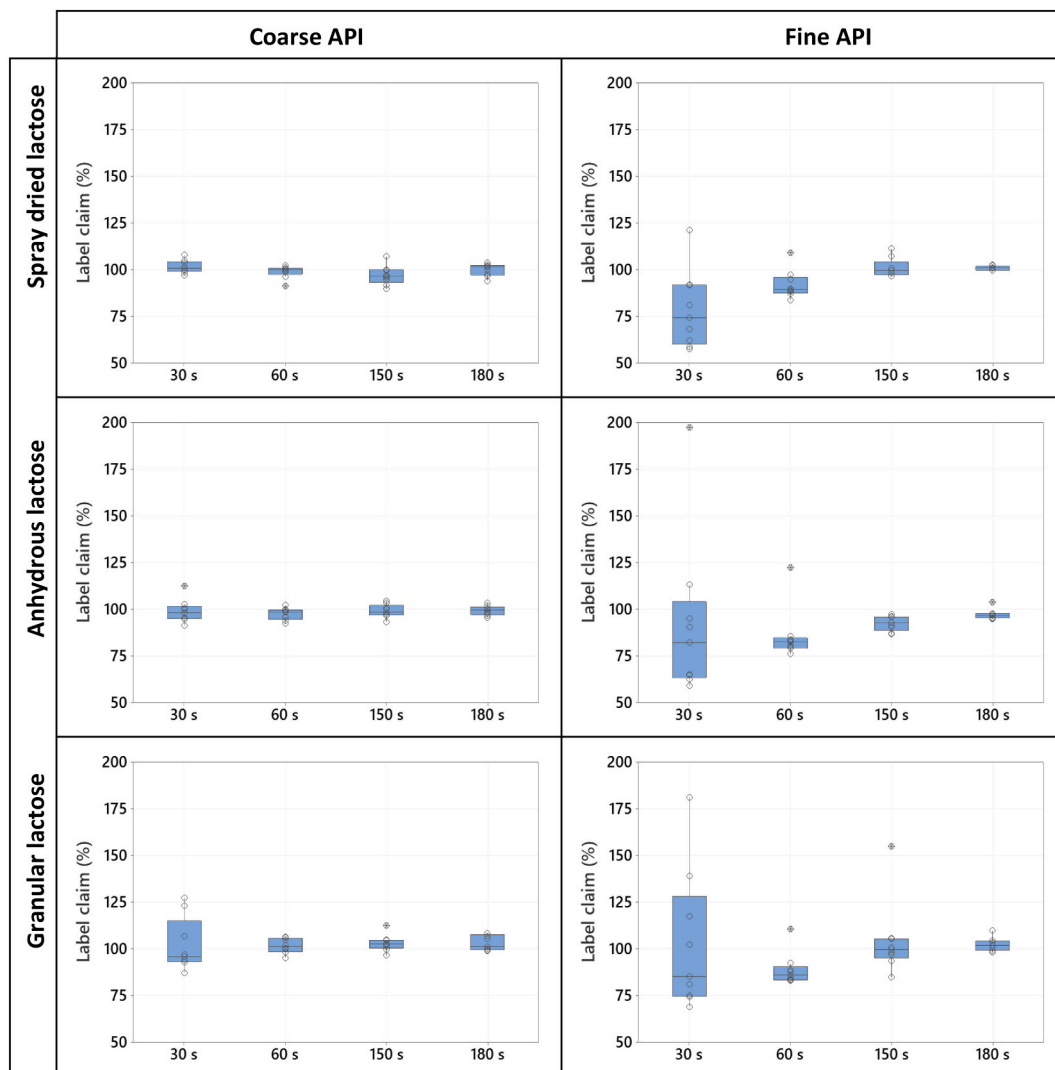 Coarse API
Fine API
Spray dried lactose
Label claim (%)
200
175
150
125
100
75
50
30 s 60 s 150 s 180 s
Label claim (%)
200
175
150
125
100
75
50
30 s 60 s 150 s 180 s
Anhydrous lactose
Label claim (%)
200
175
150
125
100
75
50
30 s 60 s 150 s 180 s
Label claim (%)
200
175
150
125
100
75
50
30 s 60 s 150 s 180 s
Granular lactose
Label claim (%)
200
175
150
125
100
75
50
30 s 60 s 150 s 180 s
Label claim (%)
200
175
150
125
100
75
50
30 s 60 s 150 s 180 s